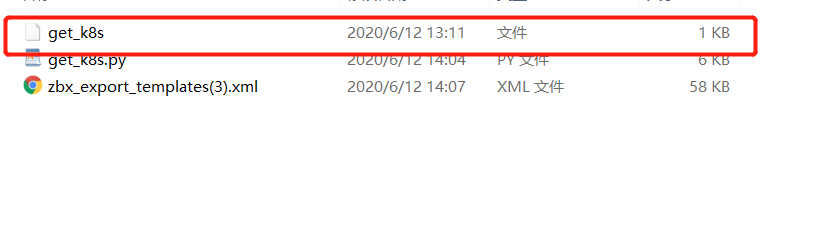 get_k8s 2020/6/12 13:11 文件 1 KB
get_k8s.py 2020/6/12 14:04 PY 文件 6 KB
zbx_export_templates(3).xml 2020/6/12 14:07 XML 文件 58 KB